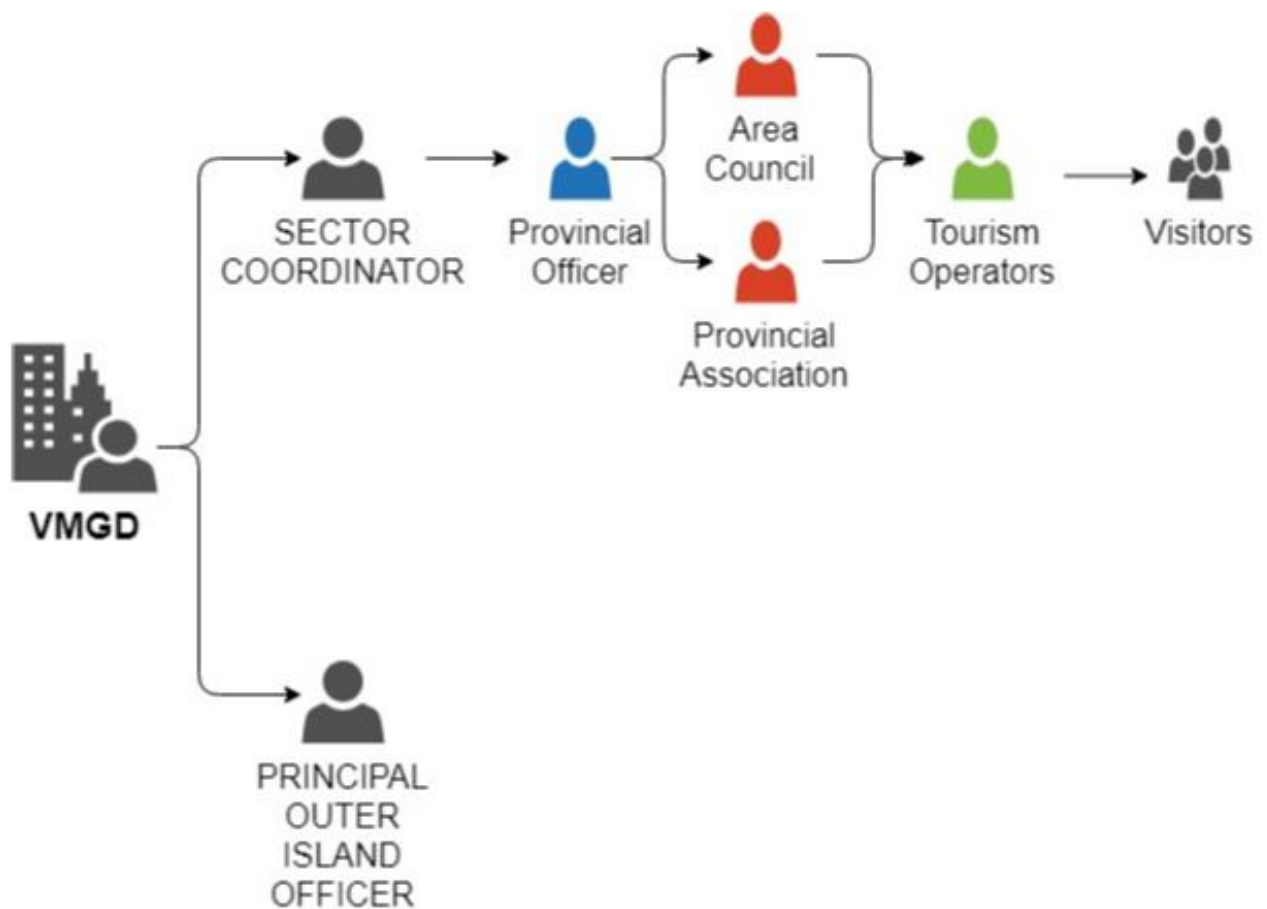 Area
Council
SECTOR
COORDINATOR
Provincial
Officer
Tourism
Operators
Visitors
Provincial
Association
VMGD
PRINCIPAL
OUTER
ISLAND
OFFICER